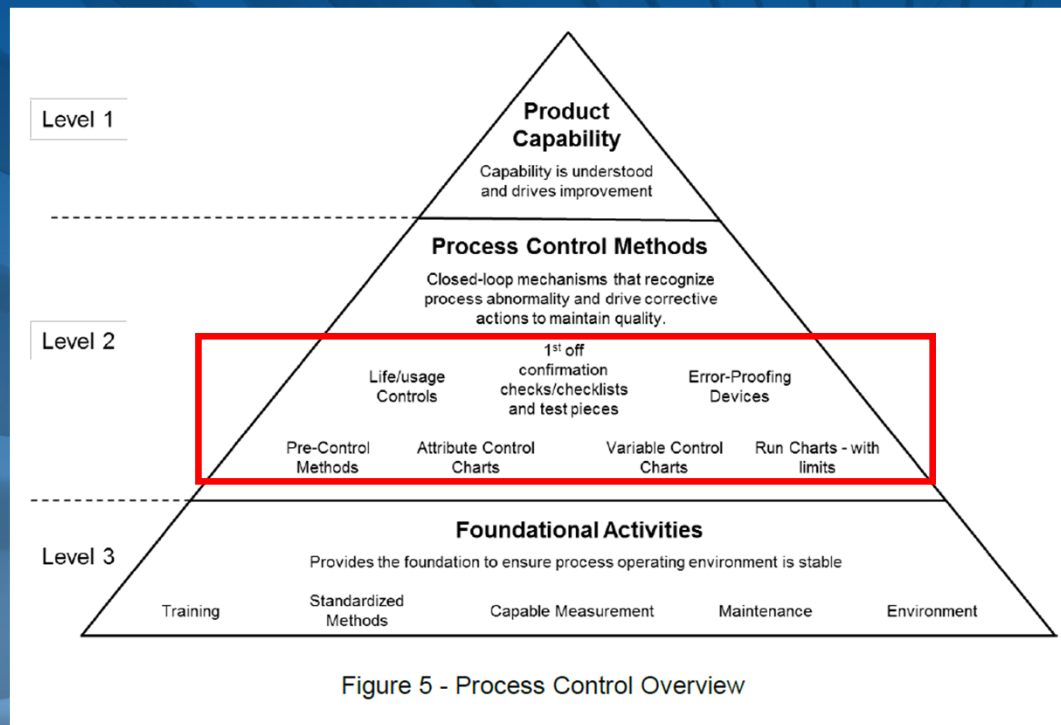 Level 1
Product
Capability
Capability is understood
and drives improvement
Level 2
Process Control Methods
Closed-loop mechanisms that recognize
process abnormality and drive corrective
actions to maintain quality.
Life/usage
Controls
1st off
confirmation
checks/checklists
and test pieces
Error-Proofing
Devices
Pre-Control
Methods
Attribute Control
Charts
Variable Control
Charts
Run Charts - with
limits
Level 3
Foundational Activities
Provides the foundation to ensure process operating environment is stable
Training
Standardized
Methods
Capable Measurement
Maintenance
Environment
Figure 5 - Process Control Overview